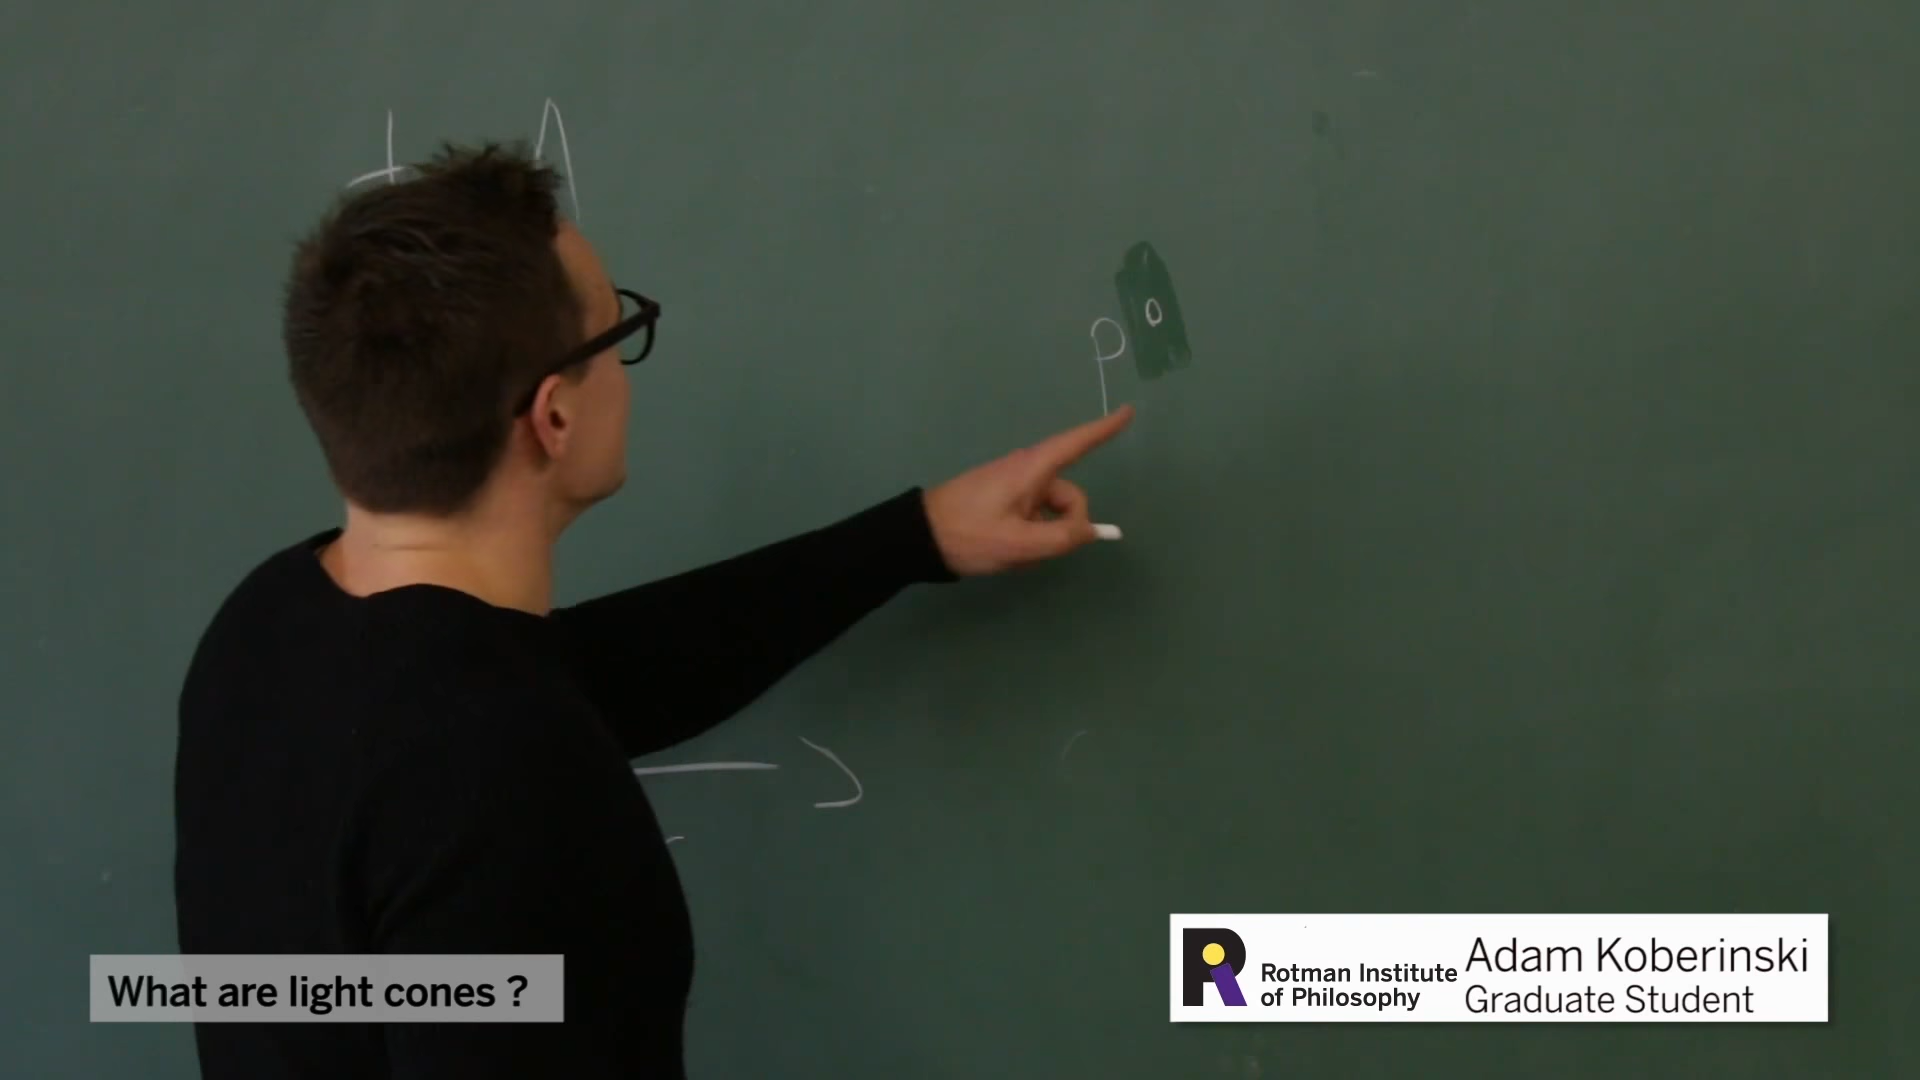 t
p
What are light cones ?
Rotman Institute
of Philosophy
Adam Koberinski
Graduate Student